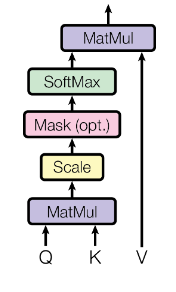 MatMul
SoftMax
Mask (opt.)
Scale
MatMul
Q K V